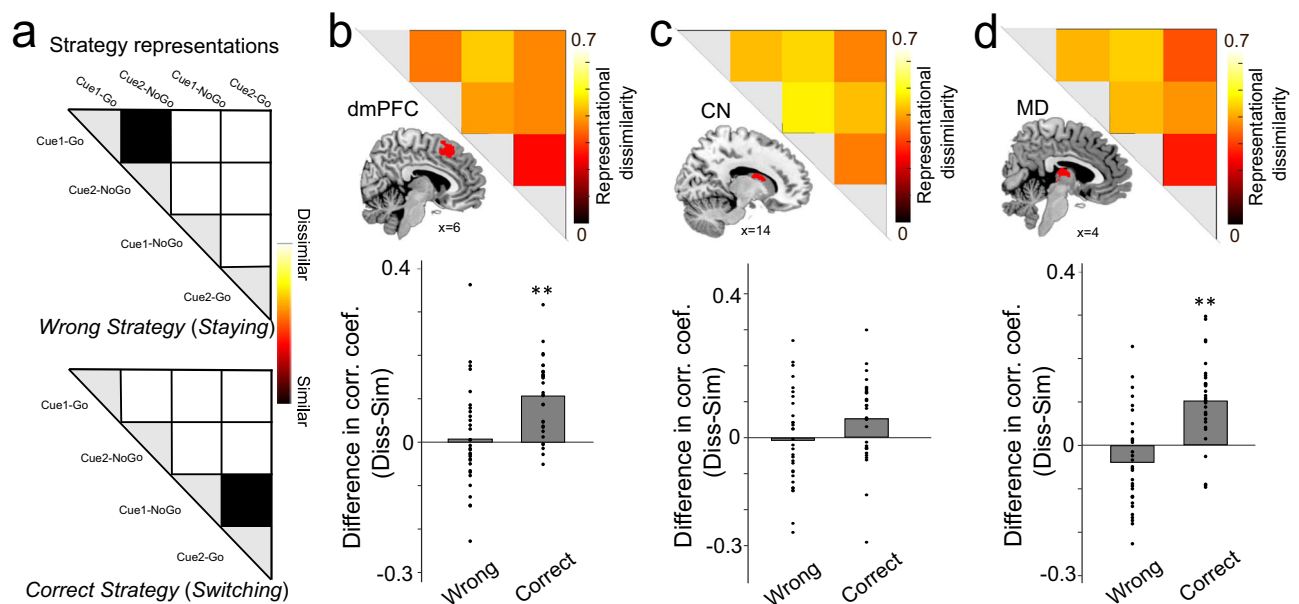 a
Strategy representations
Cue1-Go
Cue2-NoGo
Cue1-NoGo
Cue2-Go
Cue1-Go
Cue2-NoGo
Cue1-NoGo
Cue2-Go
Wrong Strategy (Staying)
Dissimilar
Similar
Cue1-Go
Cue2-NoGo
Cue1-NoGo
Cue2-Go
Correct Strategy (Switching)
b
dmPFC
x=6
0.7
Representational
dissimilarity
0
Difference in corr. coef.
(Diss-Sim)
0.4
0
-0.3
**
Wrong
Correct
c
CN
x=14
0.7
Representational
dissimilarity
0
Difference in corr. coef.
(Diss-Sim)
0.4
0
-0.3
Wrong
Correct
d
MD
x=4
0.7
Representational
dissimilarity
0
Difference in corr. coef.
(Diss-Sim)
0.4
0
-0.3
**
Wrong
Correct